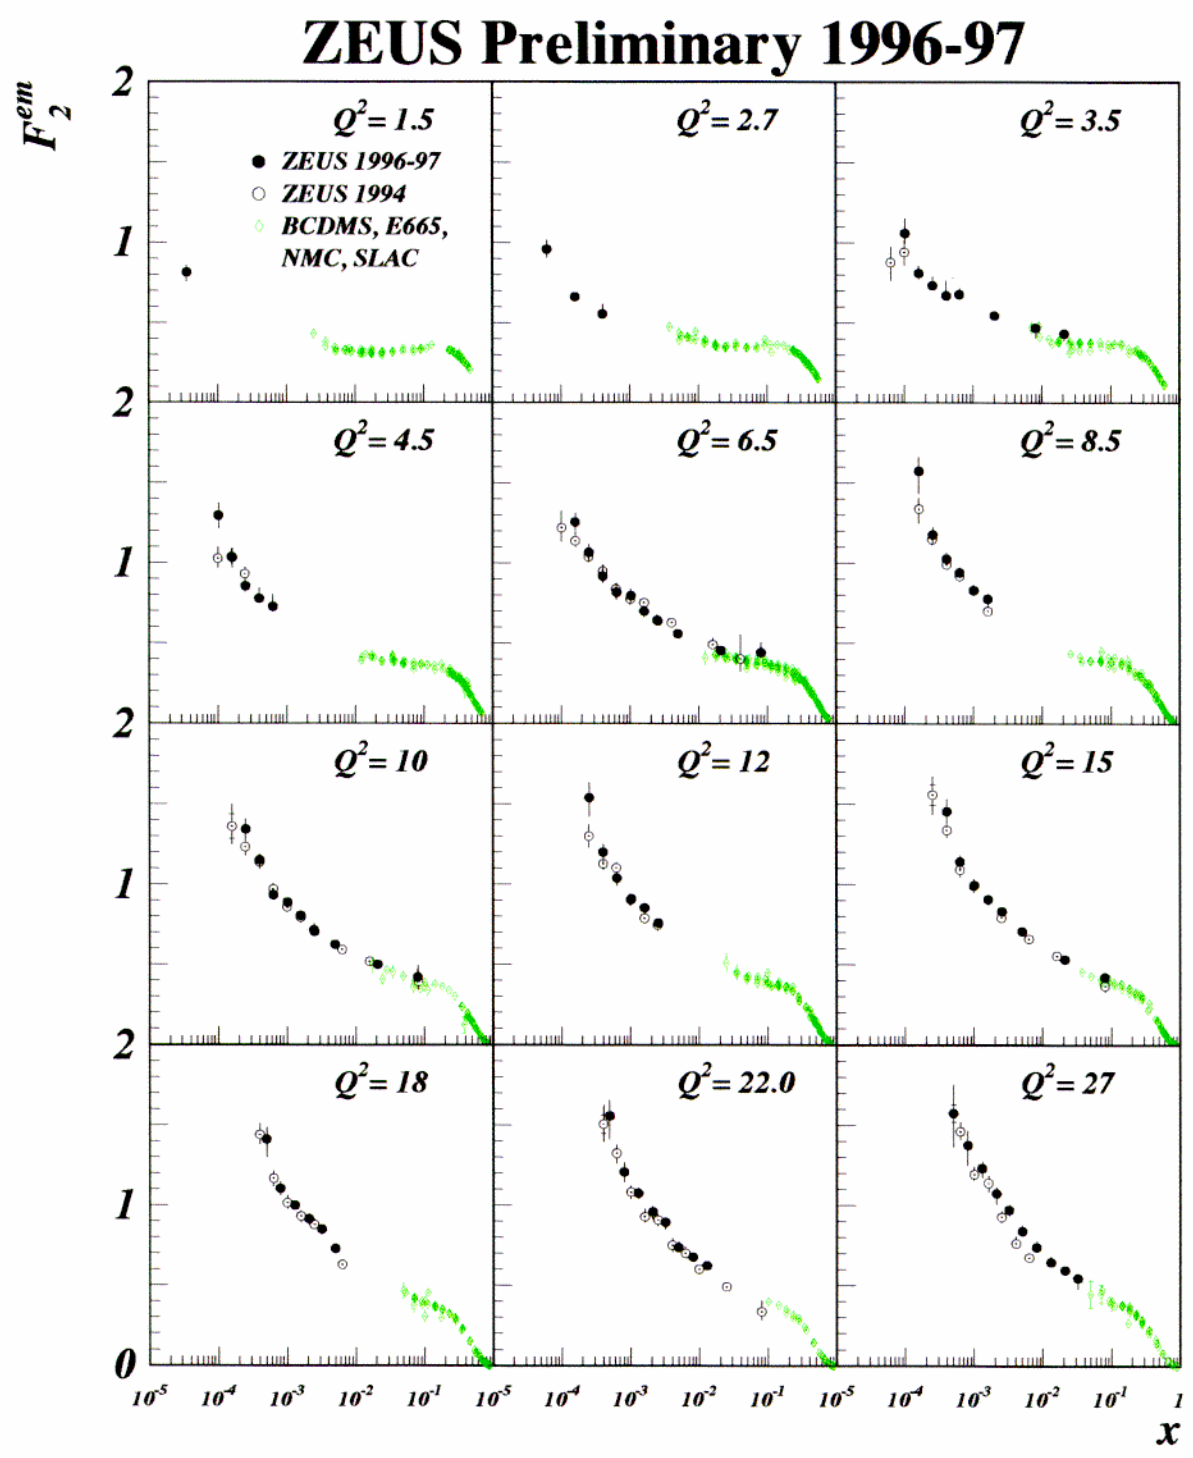 ZEUS Preliminary 1996-97
F₂ᵉᵐ
2
Q²= 1.5
Q²= 2.7
Q²= 3.5
ZEUS 1996-97
ZEUS 1994
BCDMS, E665,
NMC, SLAC
1
2
Q²= 4.5
Q²= 6.5
Q²= 8.5
1
2
Q²= 10
Q²= 12
Q²= 15
1
2
Q²= 18
Q²= 22.0
Q²= 27
1
0
10⁻⁵ 10⁻⁴ 10⁻³ 10⁻² 10⁻¹ 10⁻⁵ 10⁻⁴ 10⁻³ 10⁻² 10⁻¹ 10⁻⁵ 10⁻⁴ 10⁻³ 10⁻² 10⁻¹ 1
x